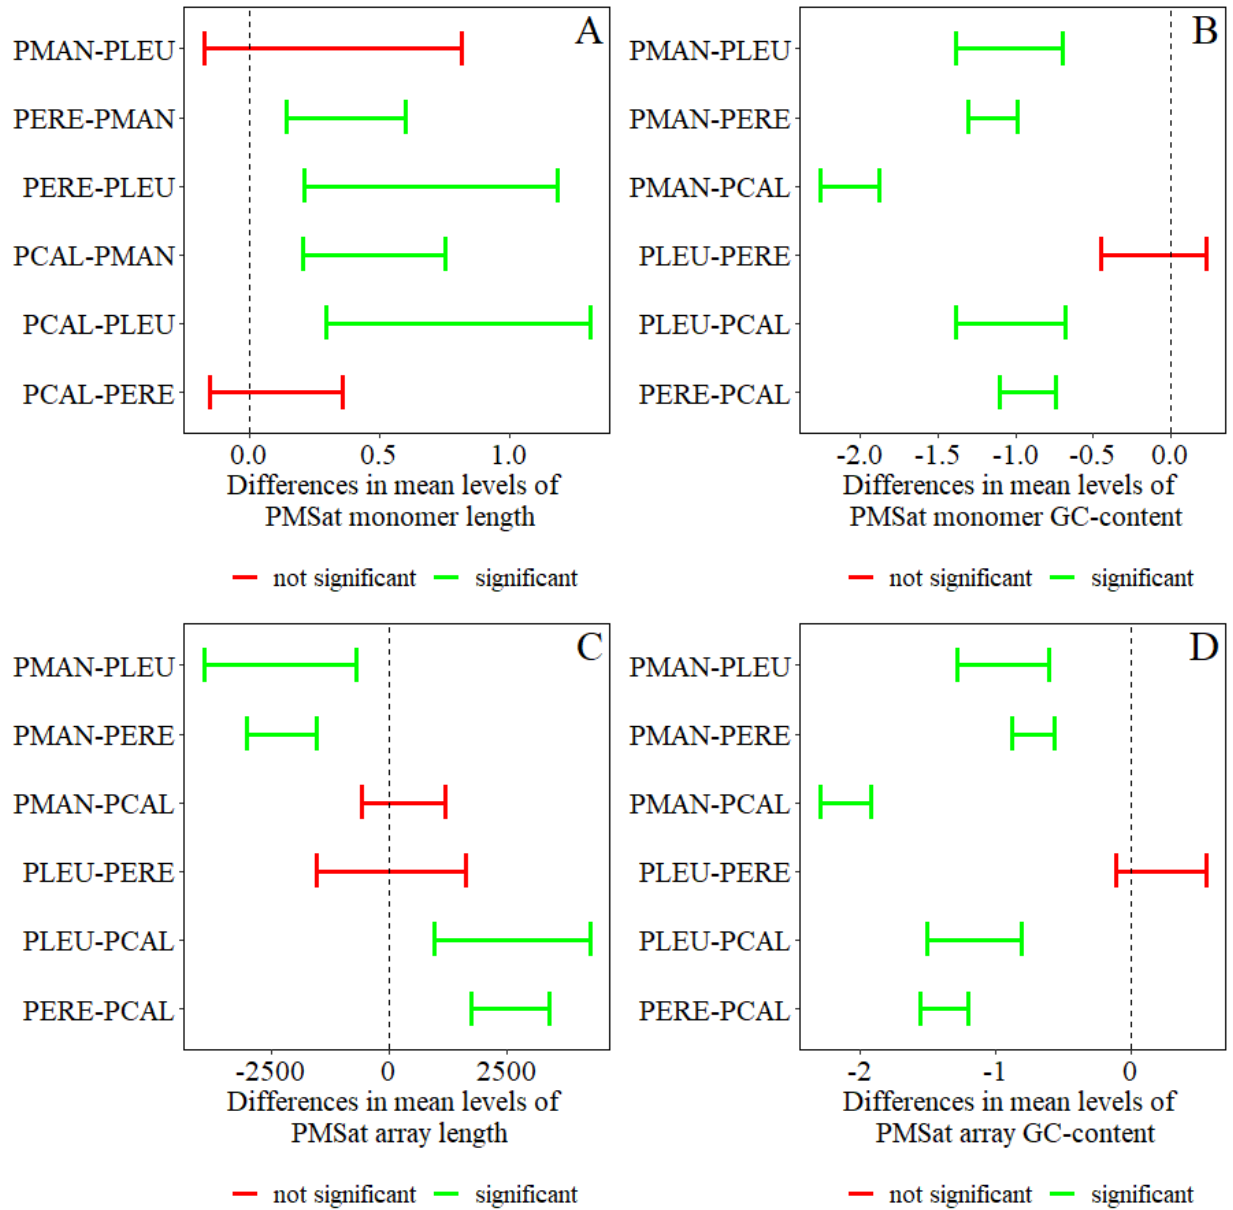 A
PMAN-PLEU
PERE-PMAN
PERE-PLEU
PCAL-PMAN
PCAL-PLEU
PCAL-PERE
0.0 0.5 1.0
Differences in mean levels of
PMSat monomer length
not significant significant
B
PMAN-PLEU
PMAN-PERE
PMAN-PCAL
PLEU-PERE
PLEU-PCAL
PERE-PCAL
-2.0 -1.5 -1.0 -0.5 0.0
Differences in mean levels of
PMSat monomer GC-content
not significant significant
C
PMAN-PLEU
PMAN-PERE
PMAN-PCAL
PLEU-PERE
PLEU-PCAL
PERE-PCAL
-2500 0 2500
Differences in mean levels of
PMSat array length
not significant significant
D
PMAN-PLEU
PMAN-PERE
PMAN-PCAL
PLEU-PERE
PLEU-PCAL
PERE-PCAL
-2 -1 0
Differences in mean levels of
PMSat array GC-content
not significant significant